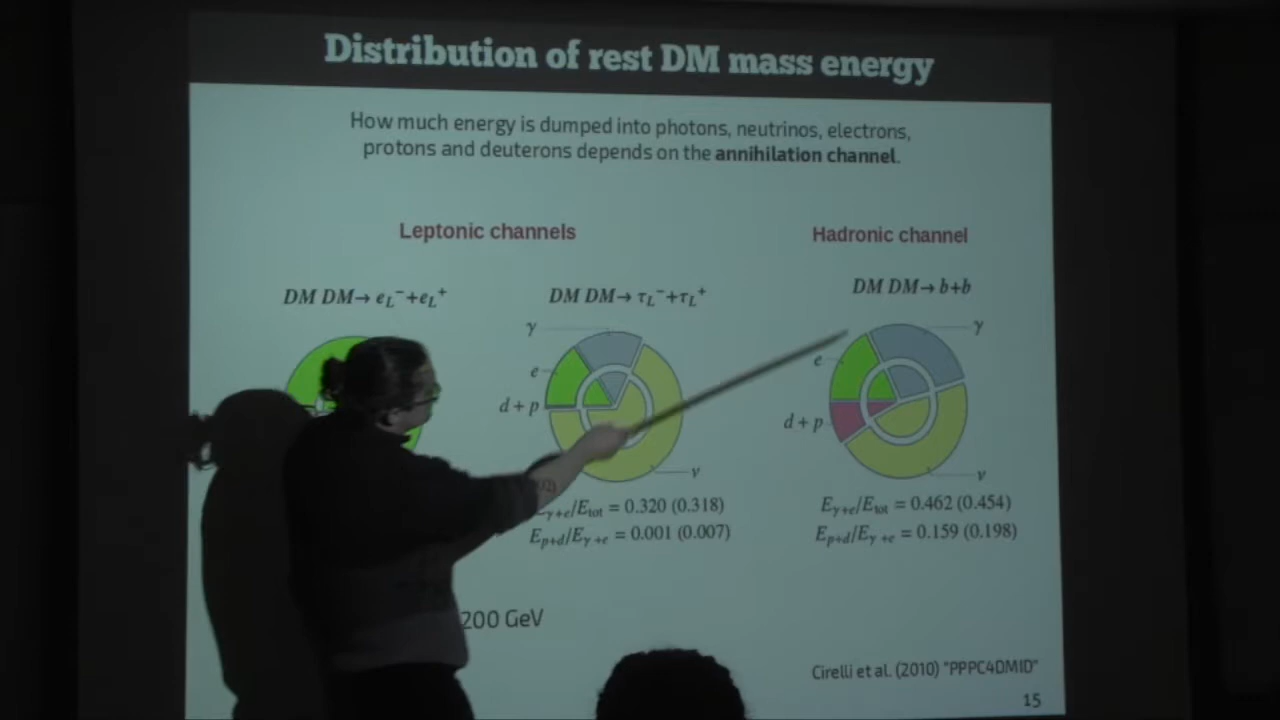 Distribution of rest DM mass energy
How much energy is dumped into photons, neutrinos, electrons,
protons and deuterons depends on the annihilation channel.
Leptonic channels
Hadronic channel
DM DM→ e_L⁻+e_L⁺
DM DM→ τ_L⁻+τ_L⁺
DM DM→ b+b
γ
e
d+p
ν
γ
e
d+p
ν
γ+e/E_tot = 0.320 (0.318)
E_p+d/E_γ+e = 0.001 (0.007)
E_γ+e/E_tot = 0.462 (0.454)
E_p+d/E_γ+e = 0.159 (0.198)
200 GeV
Cirelli et al. (2010) "PPPC4DMID"
15